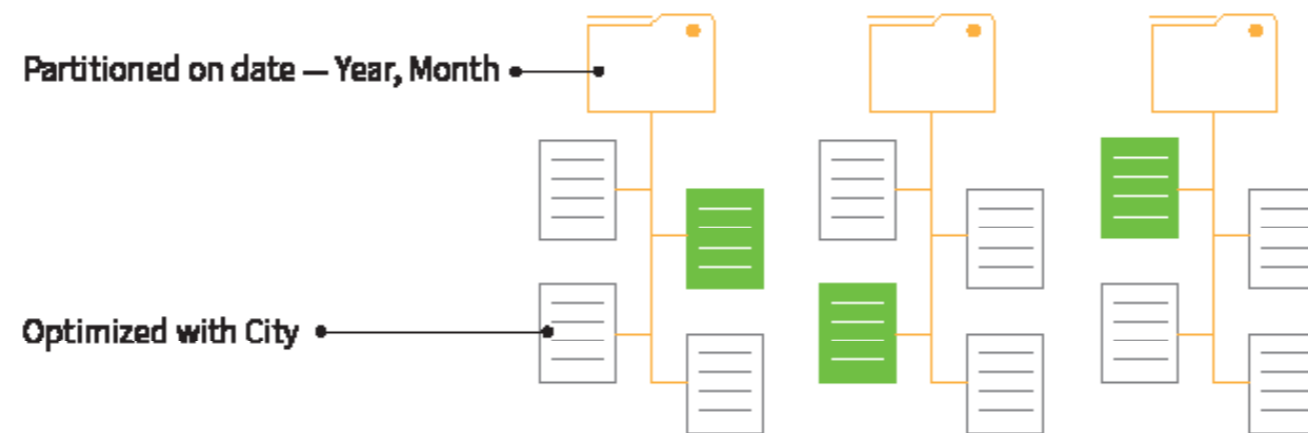 Partitioned on date — Year, Month
Optimized with City